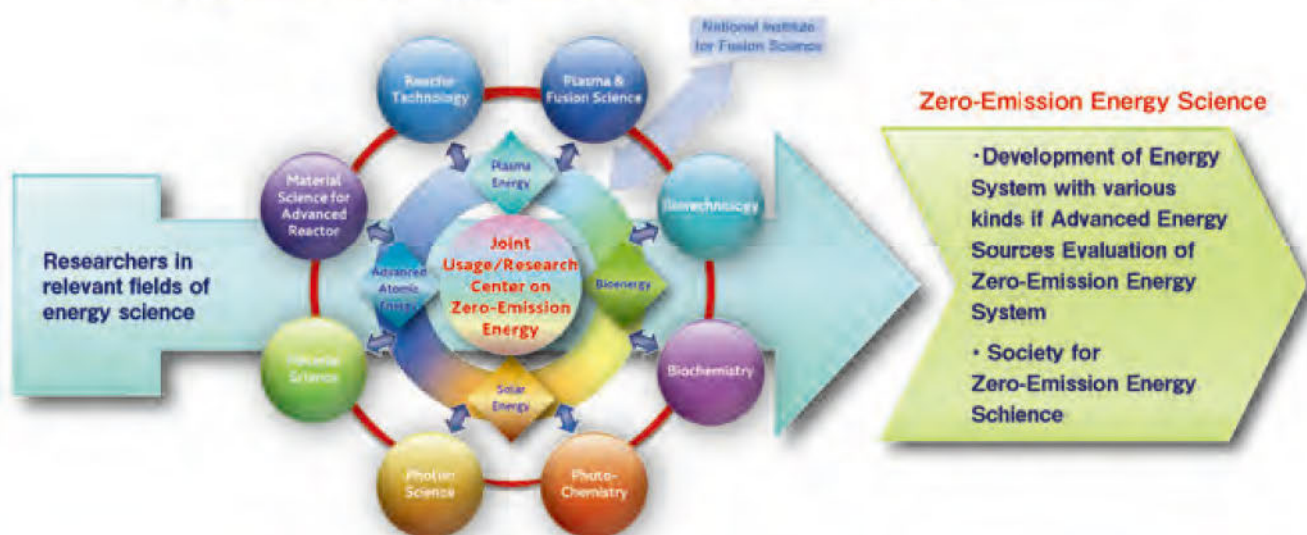 National Institute
for Fusion Science
Reactor
Technology
Plasma &
Fusion Science
Zero-Emission Energy Science
Plasma
Energy
Material
Science for
Advanced
Reactor
Biotechnology
Researchers in
relevant fields of
energy science
Advanced
Atomic
Energy
Joint
Usage/Research
Center on
Zero-Emission
Energy
Bioenergy
・Development of Energy
System with various
kinds if Advanced Energy
Sources Evaluation of
Zero-Emission Energy
System
・Society for
Zero-Emission Energy
Schience
Science
Biochemistry
Solar
Energy
Photon
Science
Photo-
Chemistry